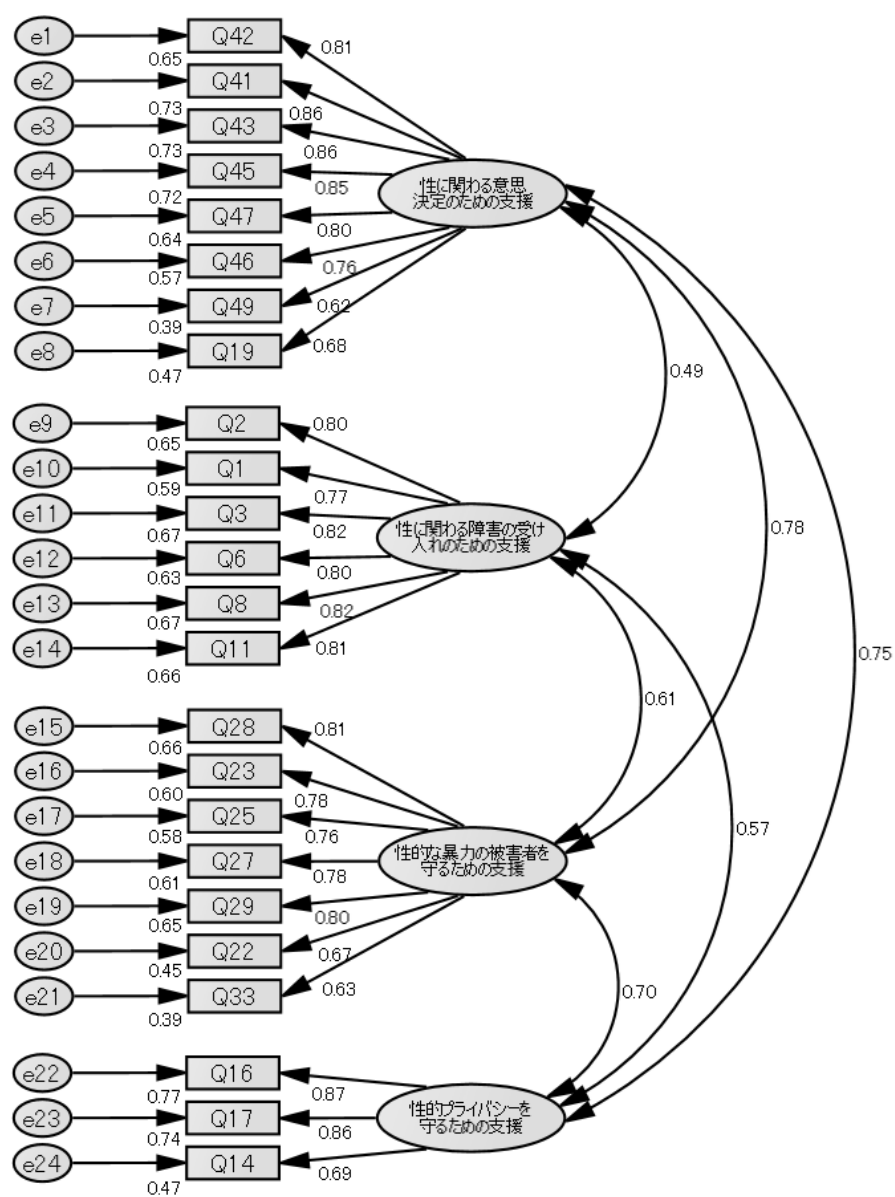 e1
Q42
0.81
0.65
e2
Q41
0.86
0.73
e3
Q43
0.86
0.73
e4
Q45
0.85
0.72
e5
Q47
0.80
0.64
e6
Q46
0.76
0.57
e7
Q49
0.62
0.39
e8
Q19
0.68
0.47
性に関わる意思
決定のための支援
e9
Q2
0.80
0.65
e10
Q1
0.77
0.59
e11
Q3
0.82
0.67
e12
Q6
0.80
0.63
e13
Q8
0.82
0.67
e14
Q11
0.81
0.66
性に関わる障害の受け
入れのための支援
e15
Q28
0.81
0.66
e16
Q23
0.78
0.60
e17
Q25
0.76
0.58
e18
Q27
0.78
0.61
e19
Q29
0.80
0.65
e20
Q22
0.67
0.45
e21
Q33
0.63
0.39
性的な暴力の被害者を
守るための支援
e22
Q16
0.87
0.77
e23
Q17
0.86
0.74
e24
Q14
0.69
0.47
性的プライバシーを
守るための支援
0.49
0.78
0.75
0.61
0.57
0.70